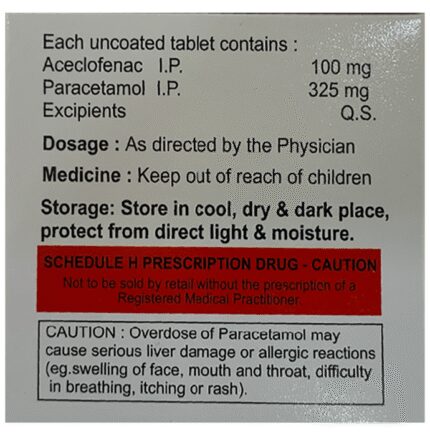 Each uncoated tablet contains :
Aceclofenac I.P. 100 mg
Paracetamol I.P. 325 mg
Excipients Q.S.
Dosage : As directed by the Physician
Medicine : Keep out of reach of children
Storage: Store in cool, dry & dark place,
protect from direct light & moisture.
SCHEDULE H PRESCRIPTION DRUG - CAUTION
Not to be sold by retail without the prescription of a
Registered Medical Practitioner.
CAUTION : Overdose of Paracetamol may
cause serious liver damage or allergic reactions
(eg.swelling of face, mouth and throat, difficulty
in breathing, itching or rash).